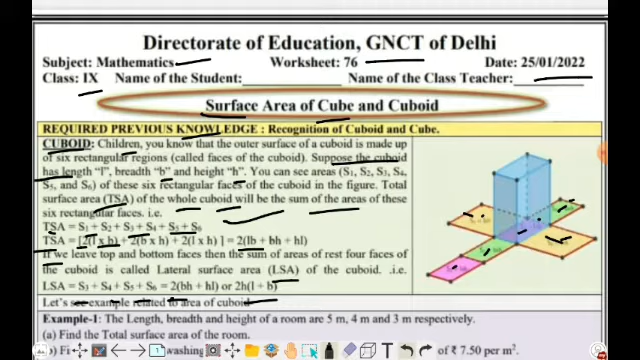 Directorate of Education, GNCT of Delhi
Subject: Mathematics Worksheet 76 Date: 25/01/2022
Class: IX Name of the Student: Name of the Class Teacher:
Surface Area of Cube and Cuboid
REQUIRED PREVIOUS KNOWLEDGE : Recognition of Cuboid and Cube.
CUBOID: Children, you know that the outer surface of a cuboid is made up
of six rectangular regions (called faces of the cuboid). Suppose the cuboid
has length "l", breadth "b" and height "h". You can see areas (S₁, S₂, S₃, S₄,
S₅, and S₆) of these six rectangular faces of the cuboid in the figure. Total
surface area (TSA) of the whole cuboid will be the sum of the areas of these
six rectangular faces. i.e.
TSA = S₁ + S₂ + S₃ + S₄ + S₅ + S₆
TSA = [2(l x b) + 2(b x h) + 2(l x h) ] = 2(lb + bh + hl)
If we leave top and bottom faces then the sum of areas of rest four faces of
the cuboid is called Lateral surface area (LSA) of the cuboid. .i.e
LSA = S₃ + S₄ + S₅ + S₆ = 2(bh + hl) or 2h(l + b)
Let's see example related to area of cuboid
Example-1: The Length, breadth and height of a room are 5 m, 4 m and 3 m respectively.
(a) Find the Total surface area of the room.
washing of ₹ 7.50 per m².